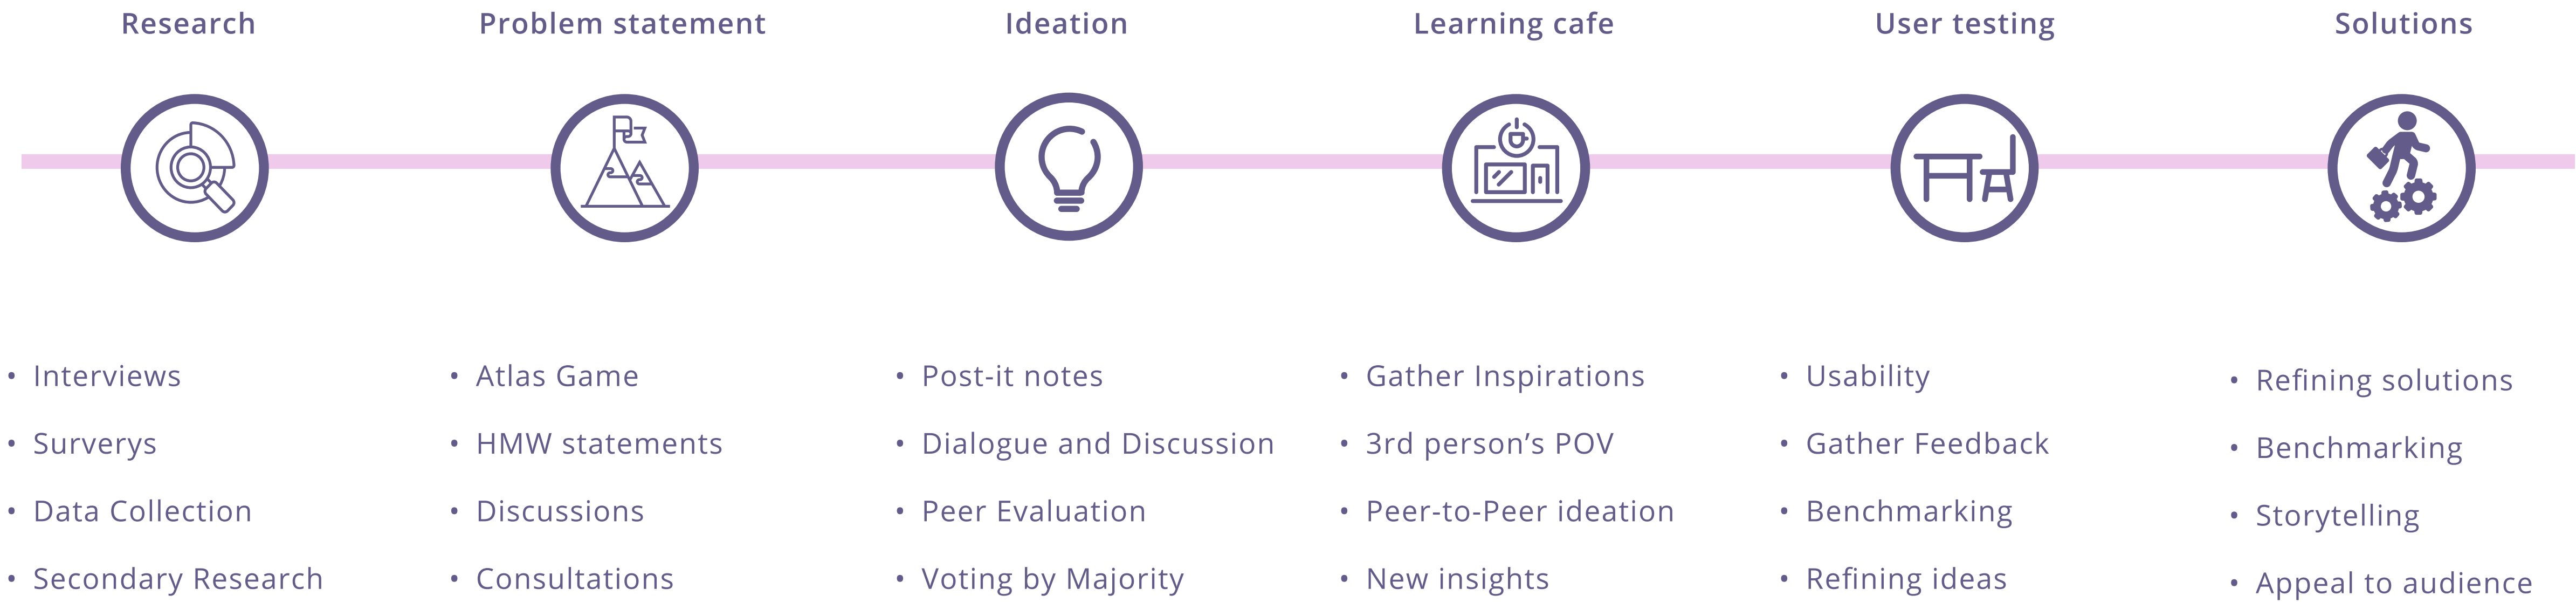 Research
Problem statement
Ideation
Learning cafe
User testing
Solutions
• Interviews
• Surverys
• Data Collection
• Secondary Research
• Atlas Game
• HMW statements
• Discussions
• Consultations
• Post-it notes
• Dialogue and Discussion
• Peer Evaluation
• Voting by Majority
• Gather Inspirations
• 3rd person’s POV
• Peer-to-Peer ideation
• New insights
• Usability
• Gather Feedback
• Benchmarking
• Refining ideas
• Refining solutions
• Benchmarking
• Storytelling
• Appeal to audience